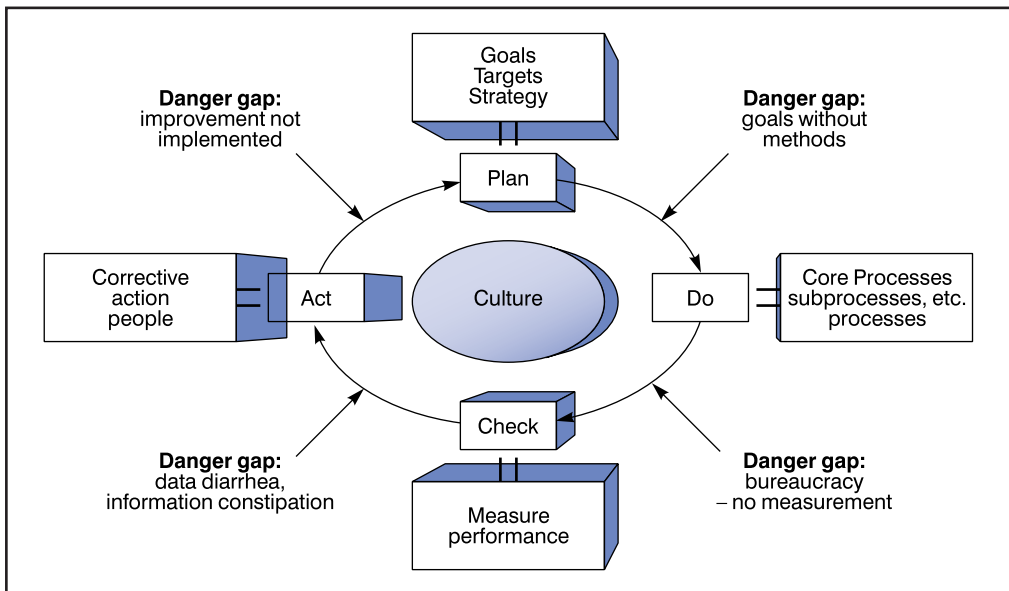 Goals
Targets
Strategy
Danger gap:
improvement not
implemented
Danger gap:
goals without
methods
Plan
Corrective
action
people
Act
Culture
Do
Core Processes
subprocesses, etc.
processes
Check
Danger gap:
data diarrhea,
information constipation
Danger gap:
bureaucracy
– no measurement
Measure
performance